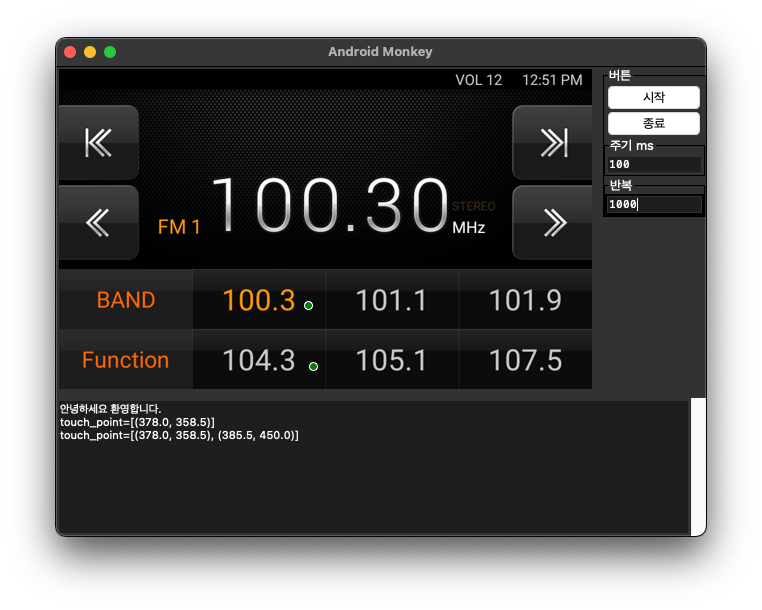 Android Monkey
VOL 12 12:51 PM
FM 1 100.30 STEREO MHz
BAND 100.3 101.1 101.9
Function 104.3 105.1 107.5
버튼
시작
종료
주기 ms
100
반복
1000
안녕하세요 환영합니다.
touch_point=[(378.0, 358.5)]
touch_point=[(378.0, 358.5), (385.5, 450.0)]